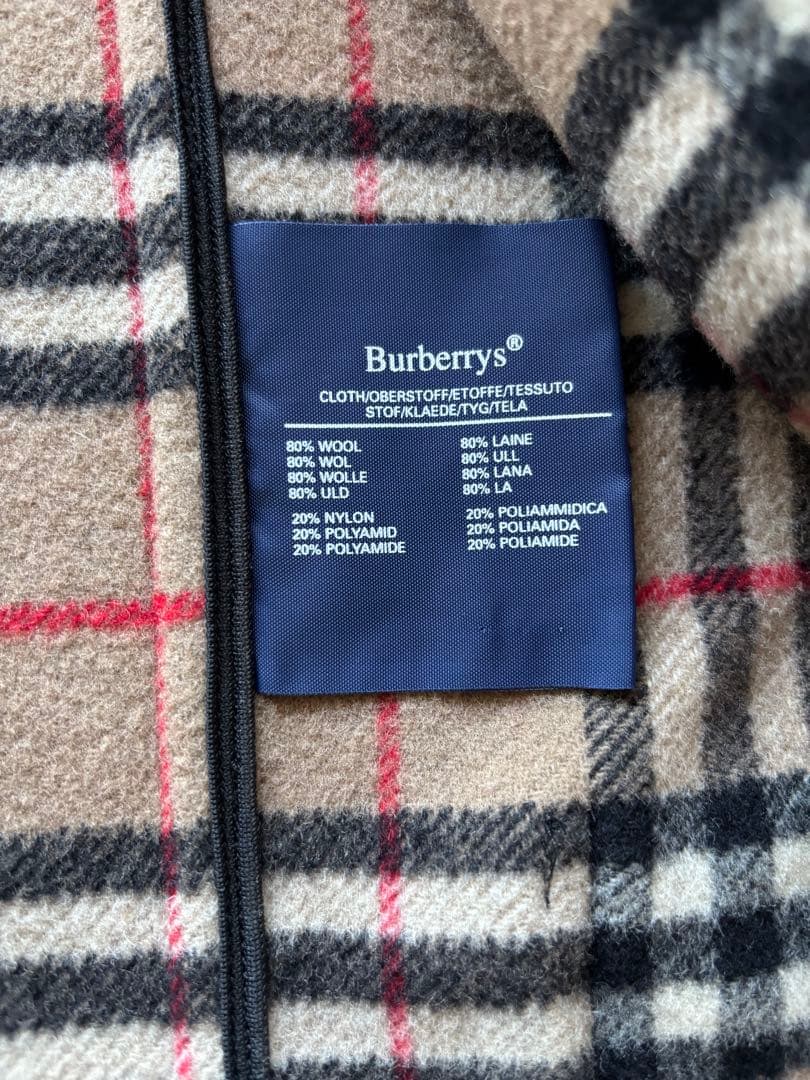 Burberrys®
CLOTH/OBERSTOFF/ETOFFE/TESSUTO
STOF/KLAEDE/TYG/TELA
80% WOOL
80% WOL
80% WOLLE
80% ULD
80% LAINE
80% ULL
80% LANA
80% LA
20% NYLON
20% POLYAMID
20% POLYAMIDE
20% POLIAMMIDICA
20% POLIAMIDA
20% POLIAMIDE